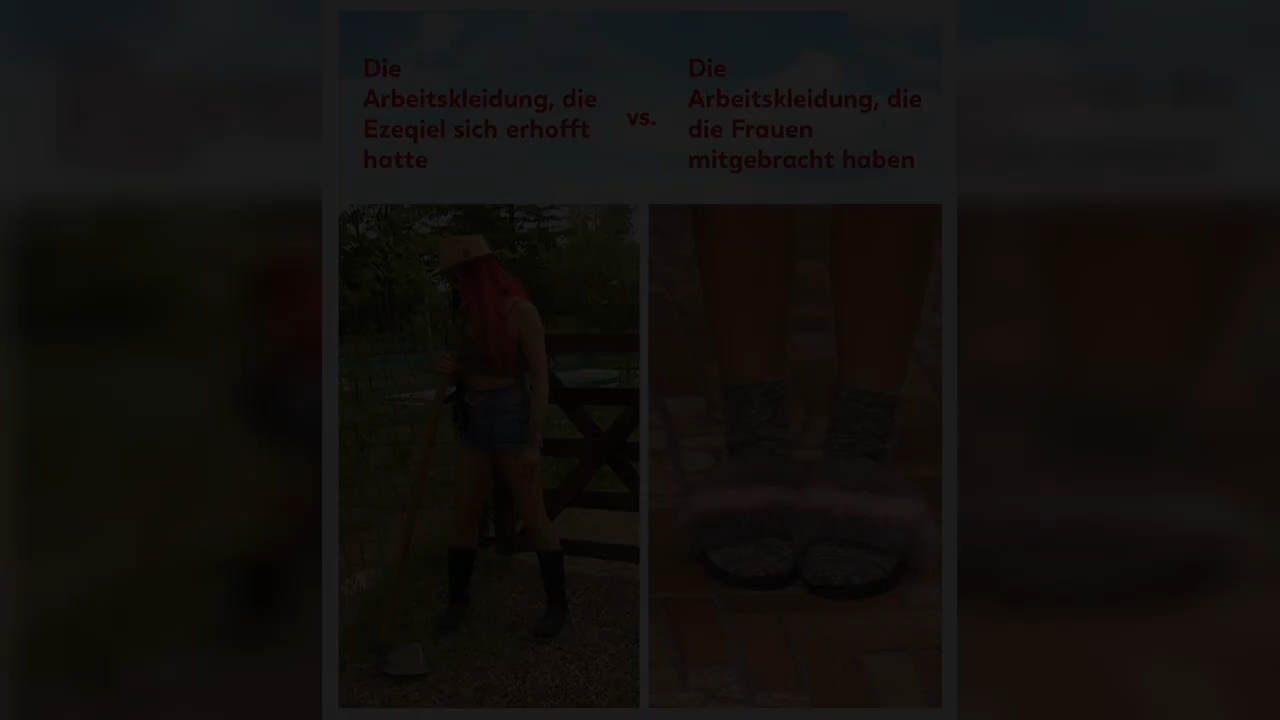 Die
Arbeitskleidung, die
Ezeqiel sich erhofft
hatte
vs.
Die
Arbeitskleidung, die
die Frauen
mitgebracht haben